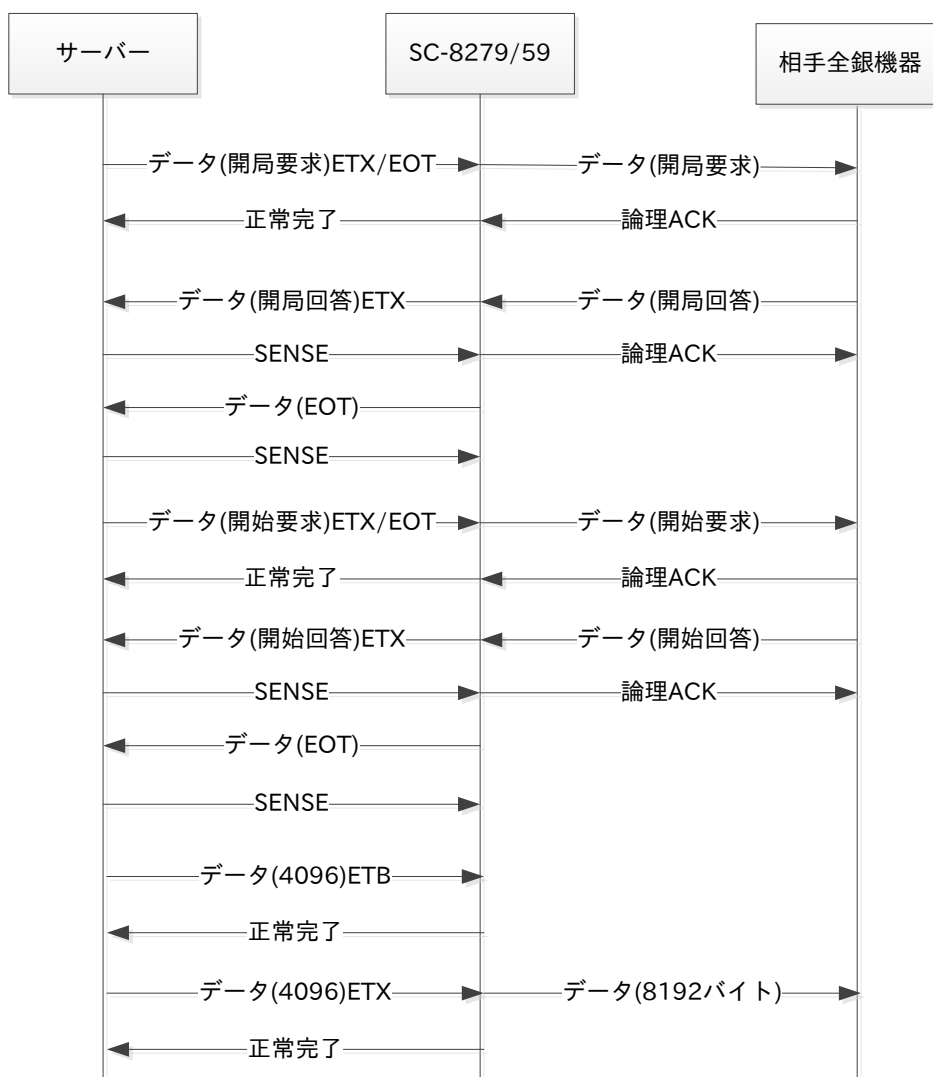 サーバー
SC-8279/59
相手全銀機器
データ(開局要求)ETX/EOT
データ(開局要求)
正常完了
論理ACK
データ(開局回答)ETX
データ(開局回答)
SENSE
論理ACK
データ(EOT)
SENSE
データ(開始要求)ETX/EOT
データ(開始要求)
正常完了
論理ACK
データ(開始回答)ETX
データ(開始回答)
SENSE
論理ACK
データ(EOT)
SENSE
データ(4096)ETB
正常完了
データ(4096)ETX
データ(8192バイト)
正常完了